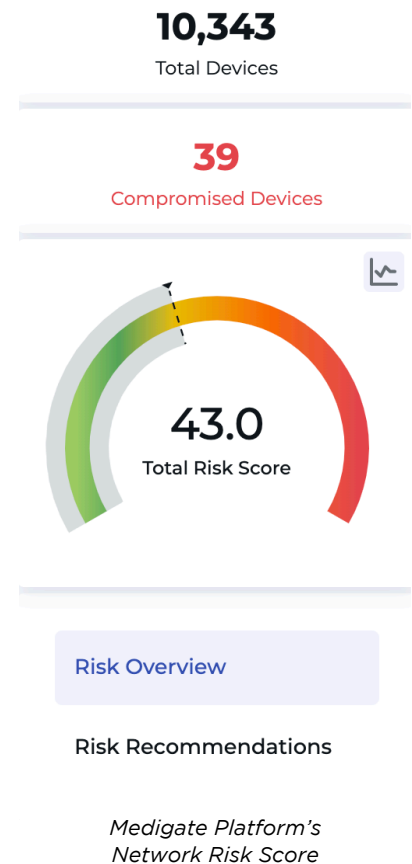 10,343
Total Devices
39
Compromised Devices
43.0
Total Risk Score
Risk Overview
Risk Recommendations
Medigate Platform's
Network Risk Score